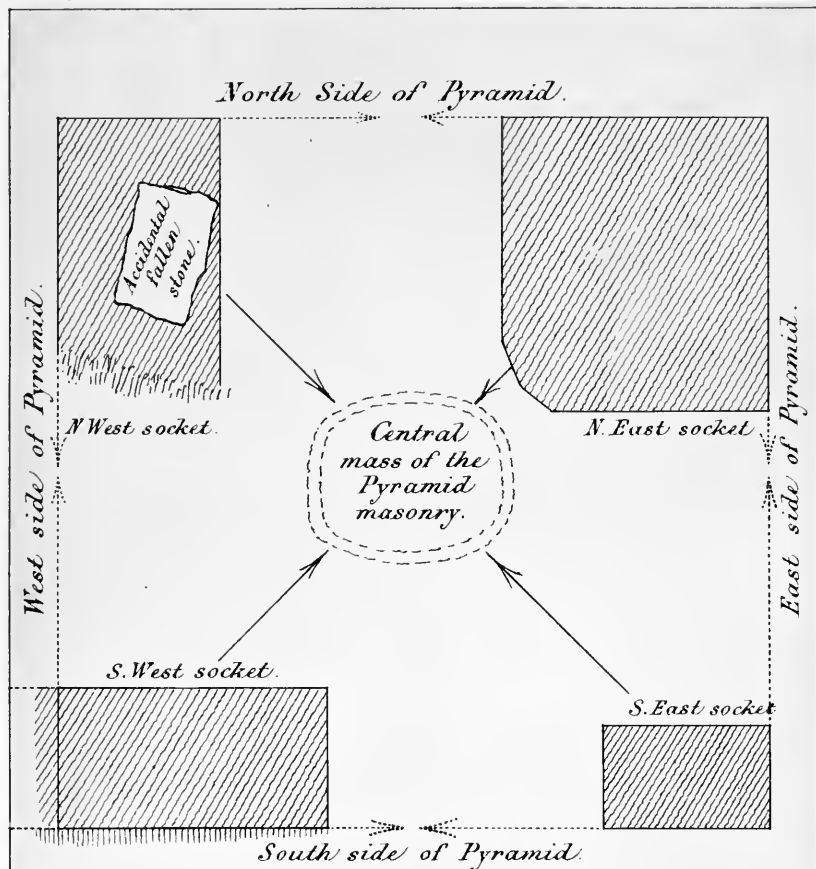 North Side of Pyramid.
Accidental
fallen
stone.
West side of Pyramid.
East side of Pyramid.
N West socket.
N. East socket
Central
mass of the
Pyramid
masonry.
S. West socket.
S. East socket
South side of Pyramid.